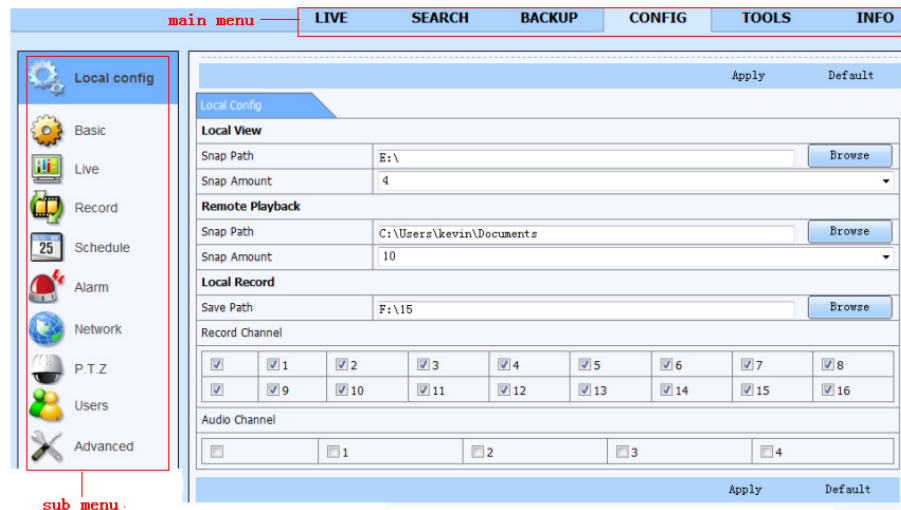 main menu LIVE SEARCH BACKUP CONFIG TOOLS INFO
Local config
Basic
Live
Record
25 Schedule
Alarm
Network
P.T.Z
Users
Advanced
sub menu
Apply Default
Local Config
Local View
Snap Path E:\ Browse
Snap Amount 4
Remote Playback
Snap Path C:\Users\kevin\Documents Browse
Snap Amount 10
Local Record
Save Path F:\15 Browse
Record Channel
1 2 3 4 5 6 7 8
9 10 11 12 13 14 15 16
Audio Channel
1 2 3 4
Apply Default